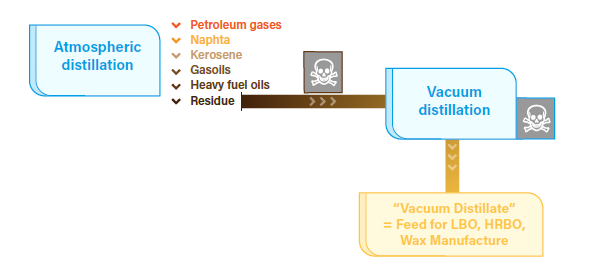 Atmospheric
distillation
Petroleum gases
Naphta
Kerosene
Gasoils
Heavy fuel oils
Residue
Vacuum
distillation
“Vacuum Distillate“
= Feed for LBO, HRBO,
Wax Manufacture